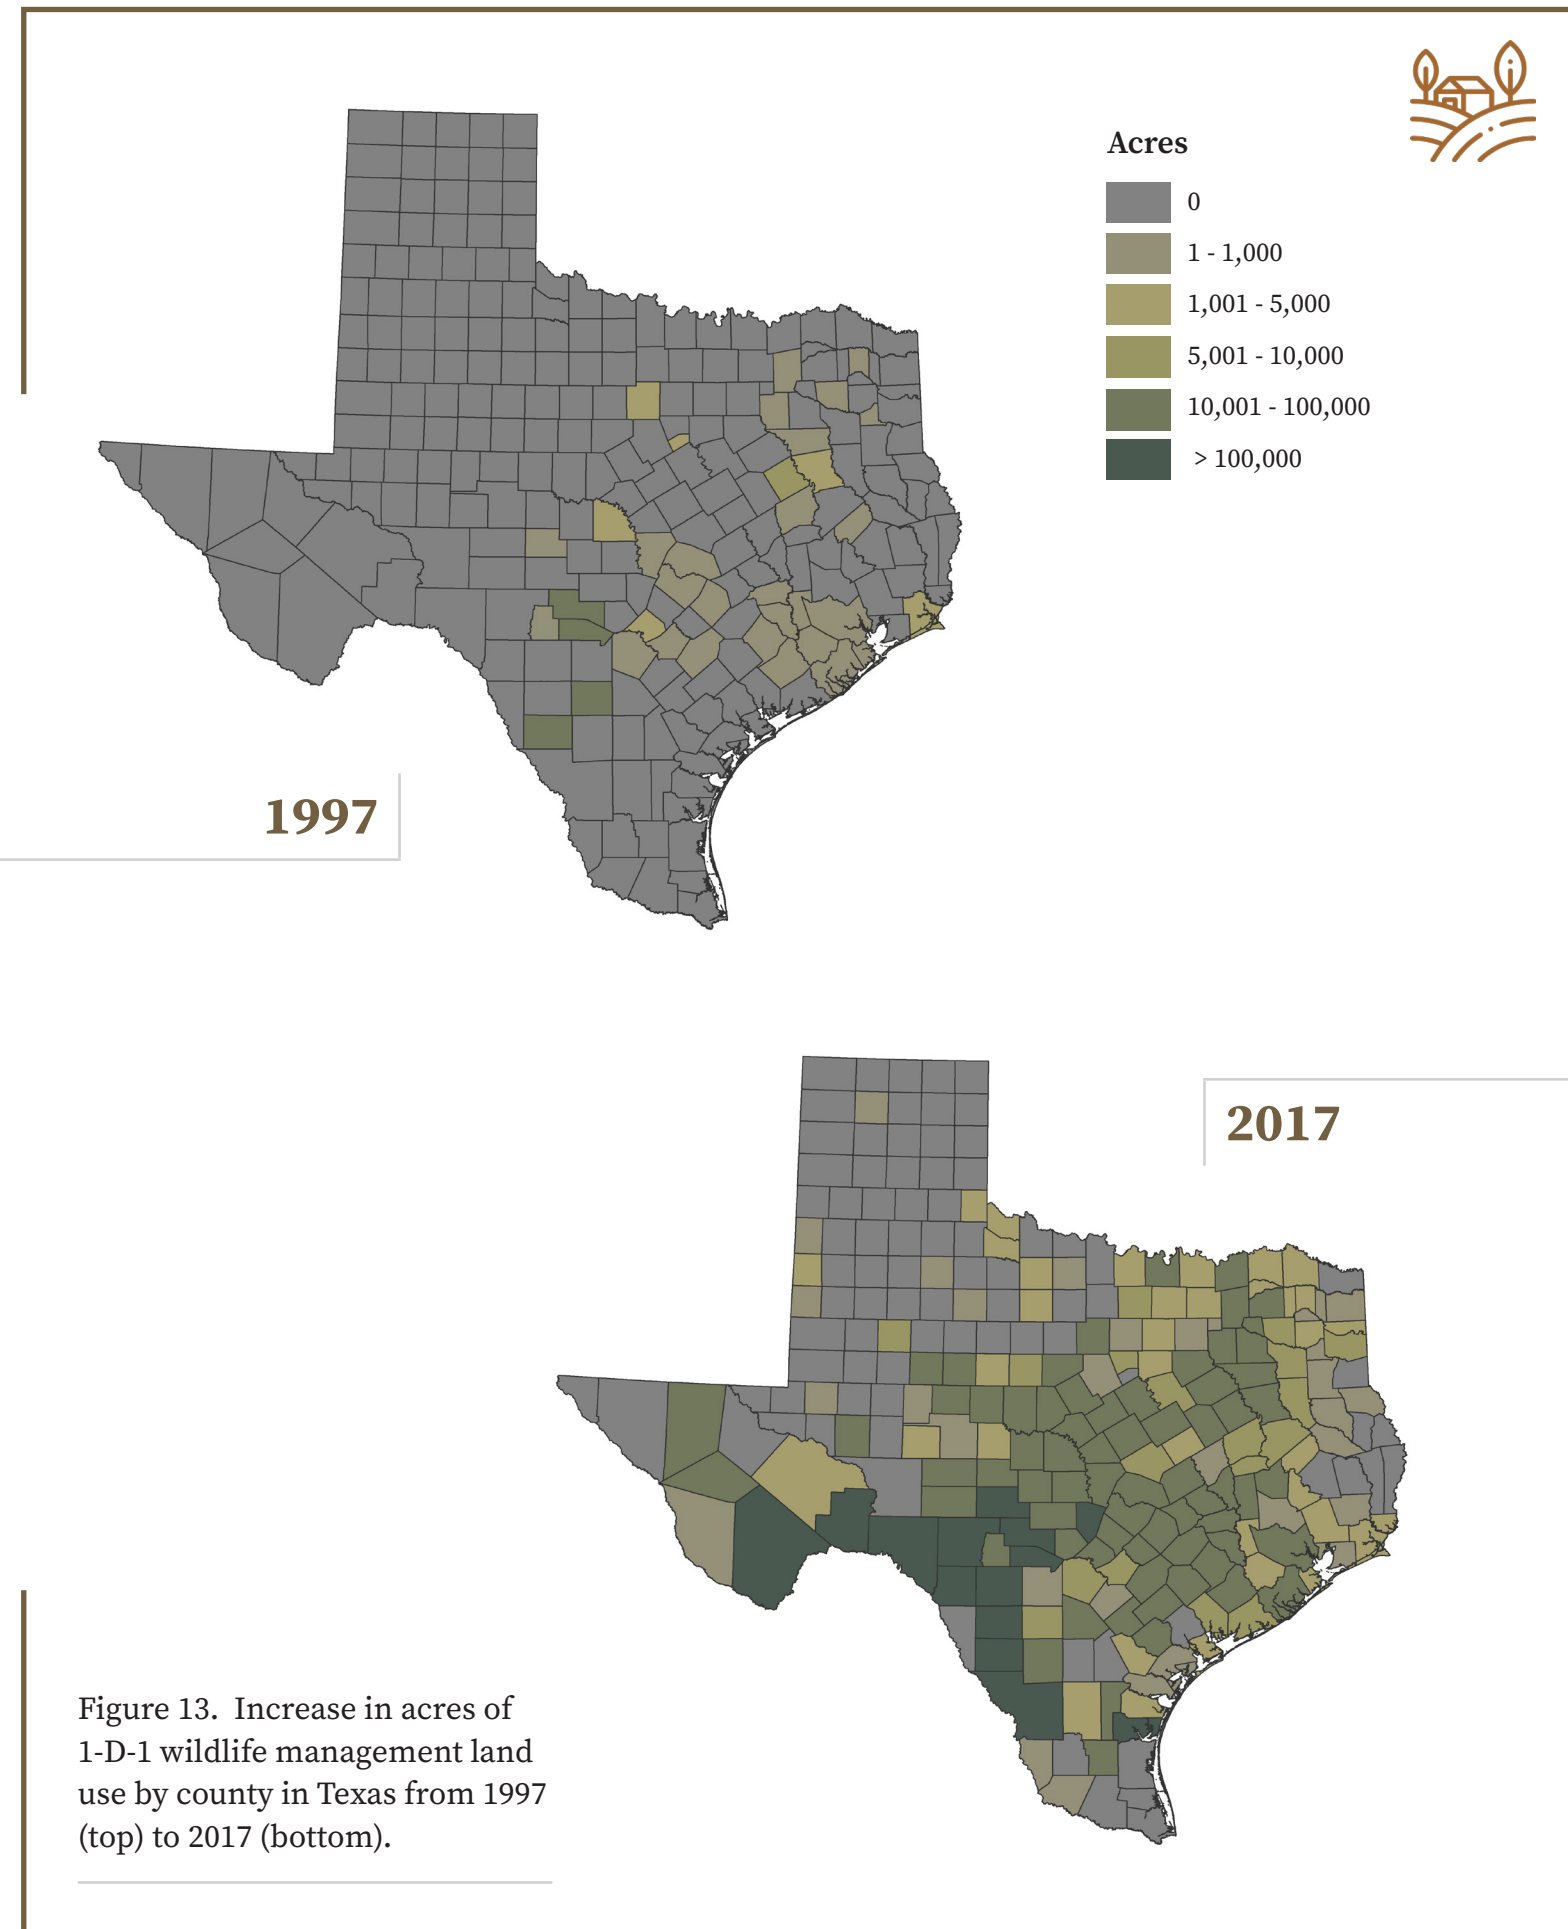 Acres
0
1 - 1,000
1,001 - 5,000
5,001 - 10,000
10,001 - 100,000
> 100,000
1997
2017
Figure 13.  Increase in acres of
1-D-1 wildlife management land
use by county in Texas from 1997
(top) to 2017 (bottom).